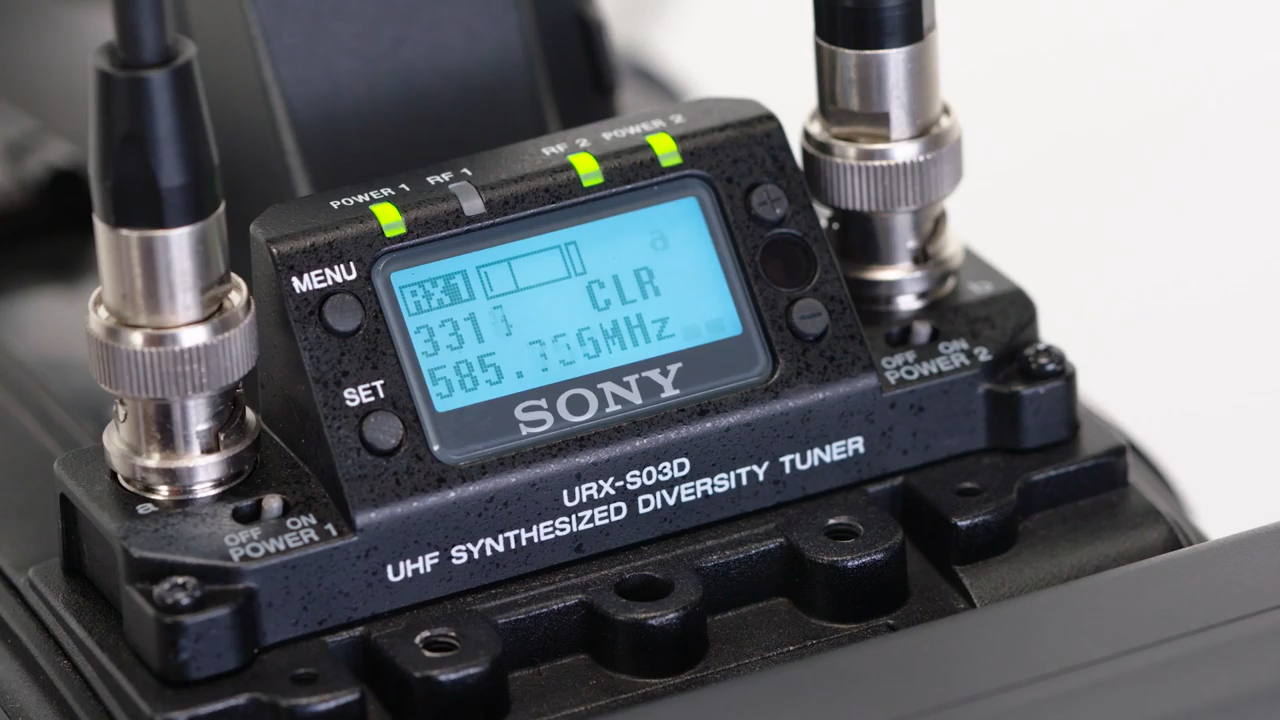 POWER 1
RF 1
RF 2
POWER 2
MENU
RX1
a
CLR
SET
SONY
URX-S03D
UHF SYNTHESIZED DIVERSITY TUNER
a
OFF ON
POWER 1
b
OFF ON
POWER 2